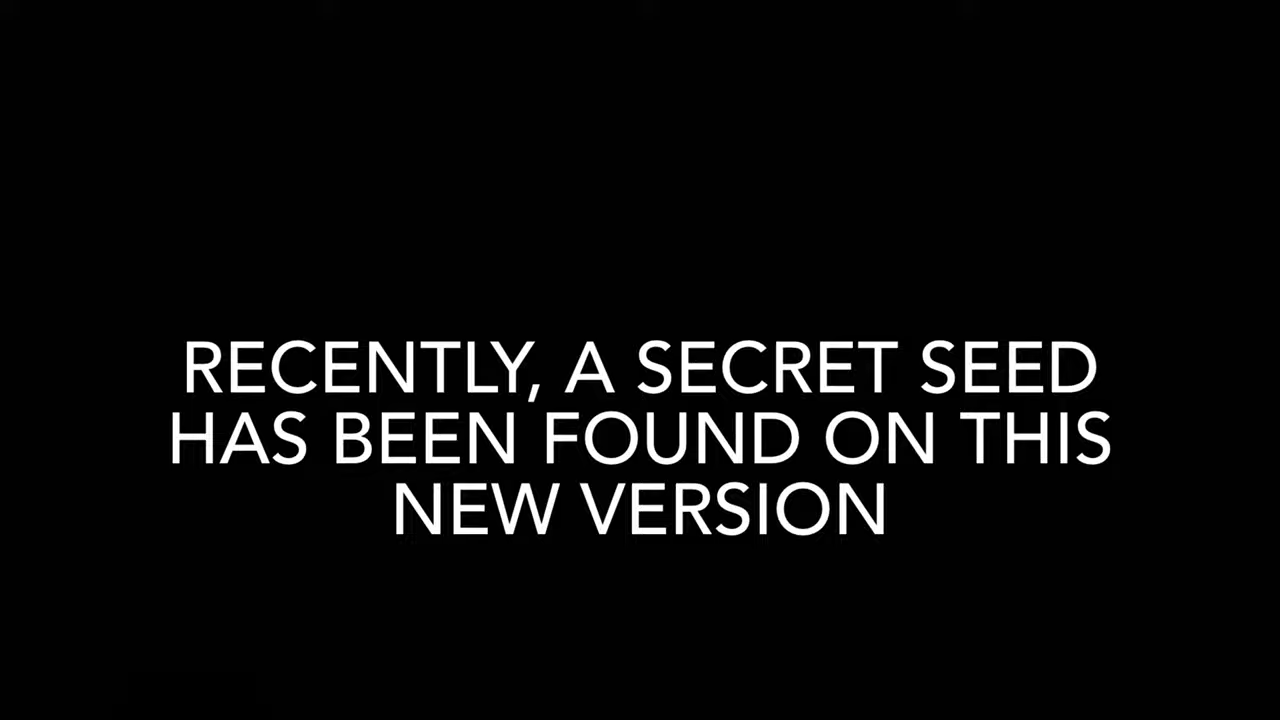 RECENTLY, A SECRET SEED
HAS BEEN FOUND ON THIS
NEW VERSION